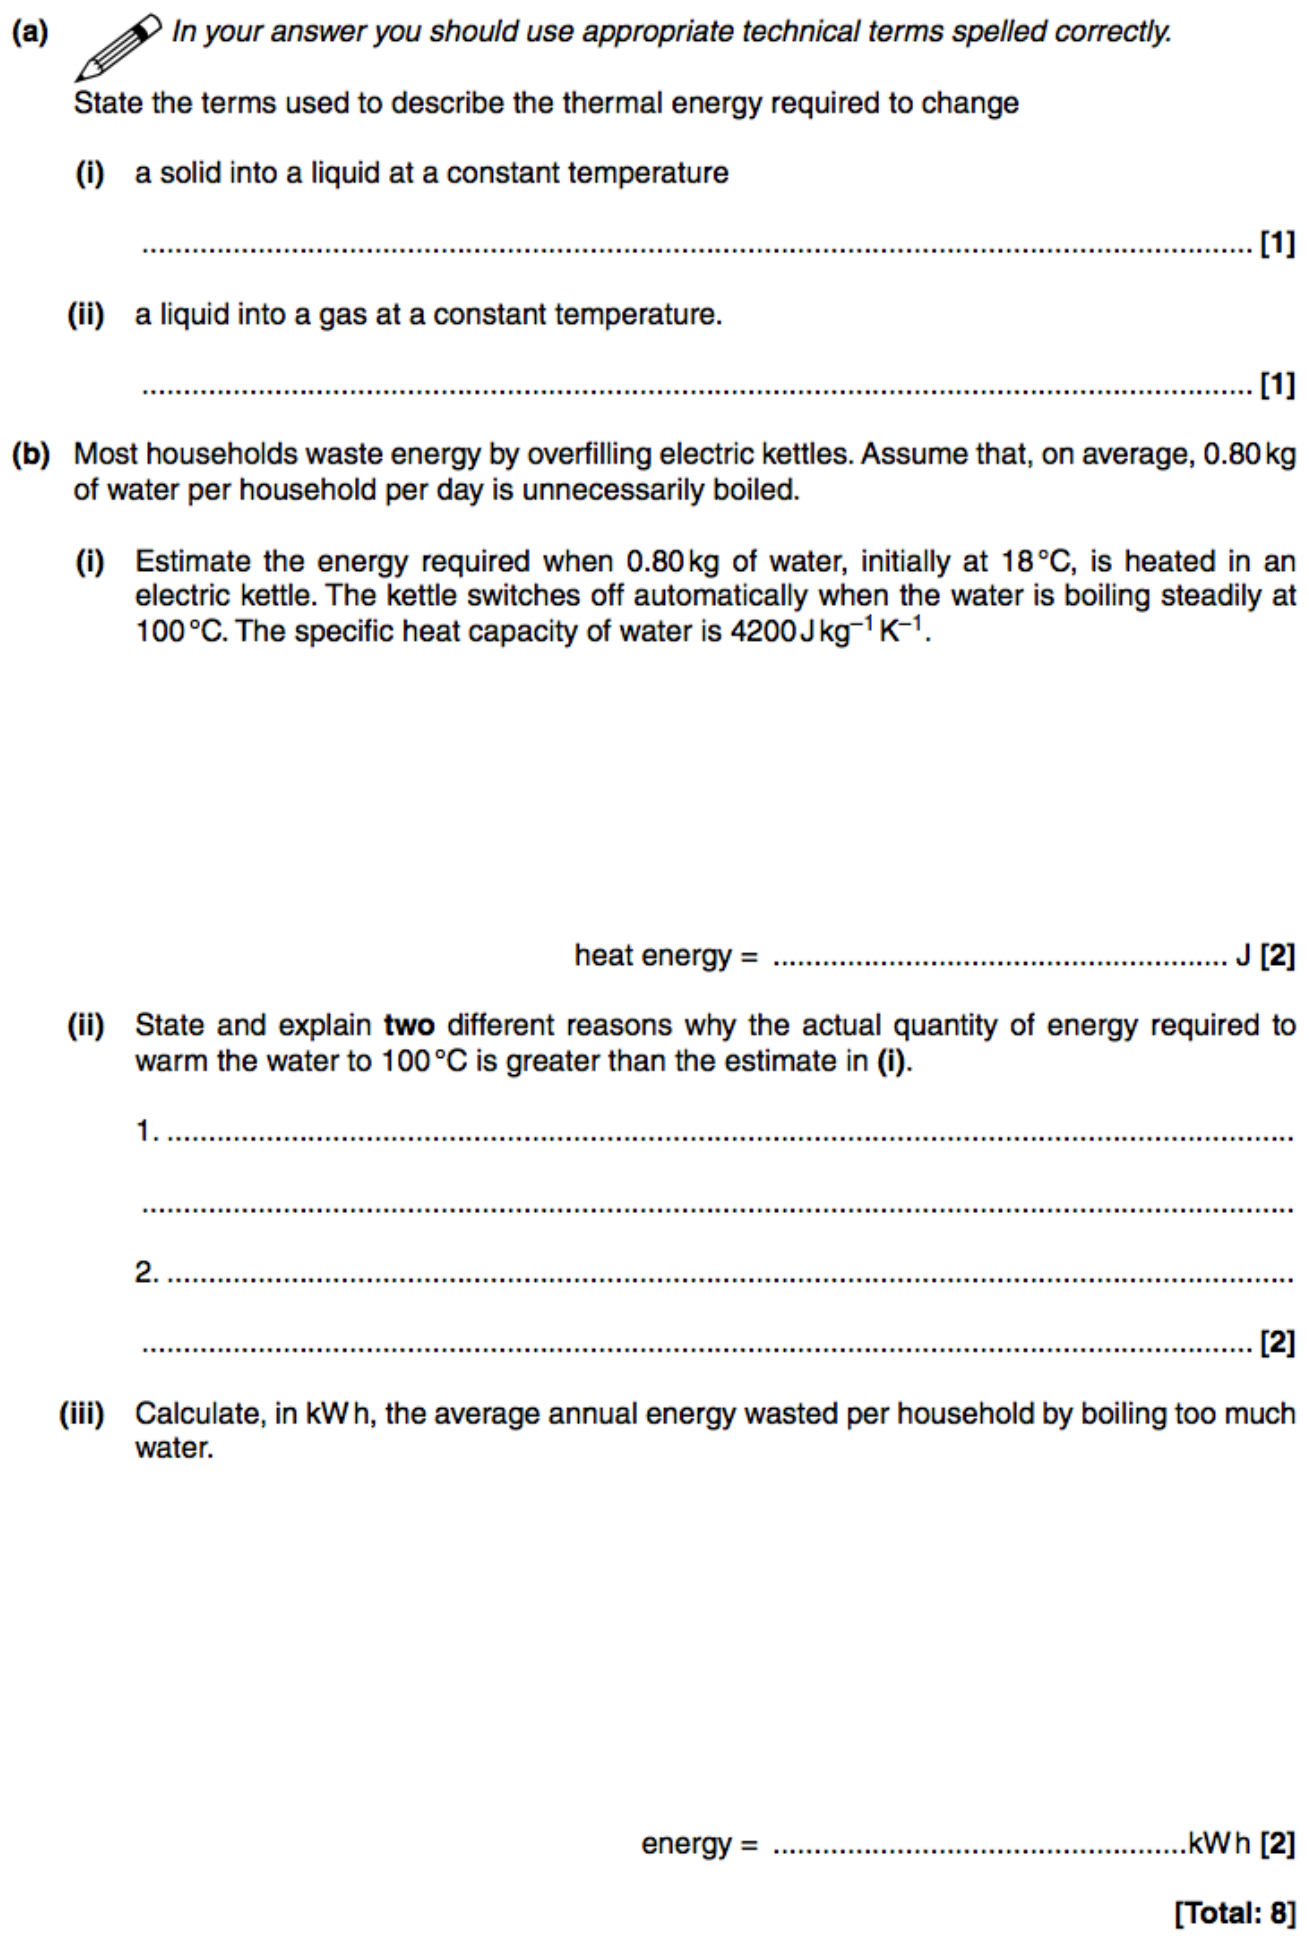 (a) In your answer you should use appropriate technical terms spelled correctly.
State the terms used to describe the thermal energy required to change
(i) a solid into a liquid at a constant temperature
.......................................................................................................................................... [1]
(ii) a liquid into a gas at a constant temperature.
.......................................................................................................................................... [1]
(b) Most households waste energy by overfilling electric kettles. Assume that, on average, 0.80 kg
of water per household per day is unnecessarily boiled.
(i) Estimate the energy required when 0.80 kg of water, initially at 18 °C, is heated in an
electric kettle. The kettle switches off automatically when the water is boiling steadily at
100 °C. The specific heat capacity of water is 4200 J kg⁻¹ K⁻¹.
heat energy = ........................................................ J [2]
(ii) State and explain two different reasons why the actual quantity of energy required to
warm the water to 100 °C is greater than the estimate in (i).
1. ..........................................................................................................................................
..........................................................................................................................................
2. ..........................................................................................................................................
.......................................................................................................................................... [2]
(iii) Calculate, in kW h, the average annual energy wasted per household by boiling too much
water.
energy = ..................................................kW h [2]
[Total: 8]